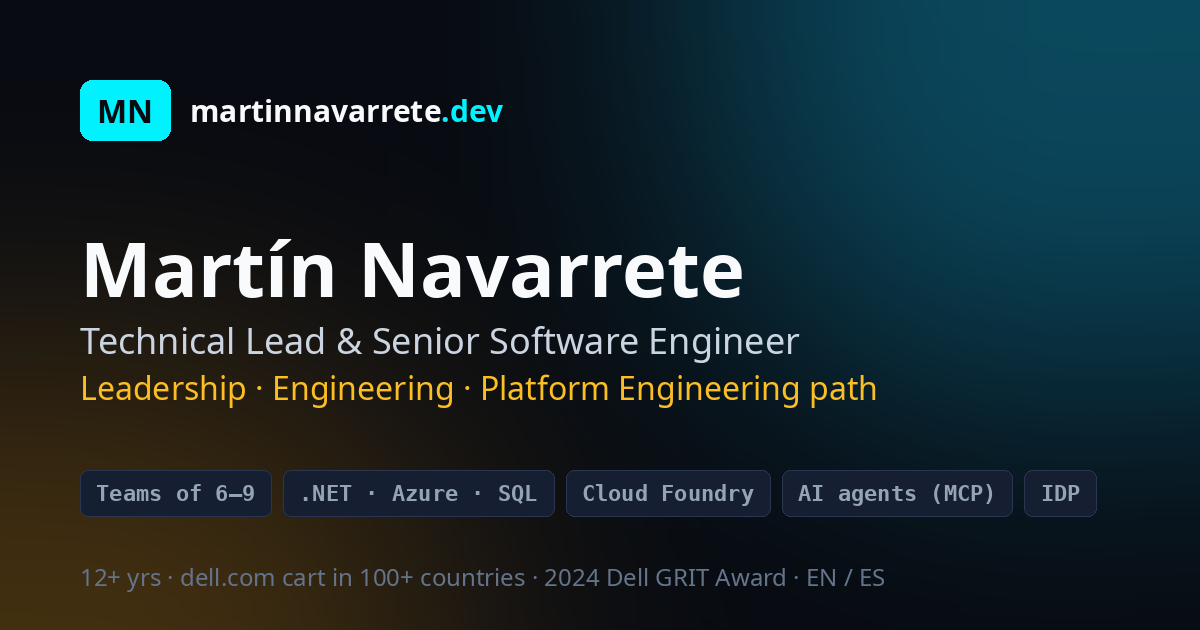 MN martinnavarrete.dev
Martín Navarrete
Technical Lead & Senior Software Engineer
Leadership · Engineering · Platform Engineering path
Teams of 6–9 .NET · Azure · SQL Cloud Foundry AI agents (MCP) IDP
12+ yrs · dell.com cart in 100+ countries · 2024 Dell GRIT Award · EN / ES